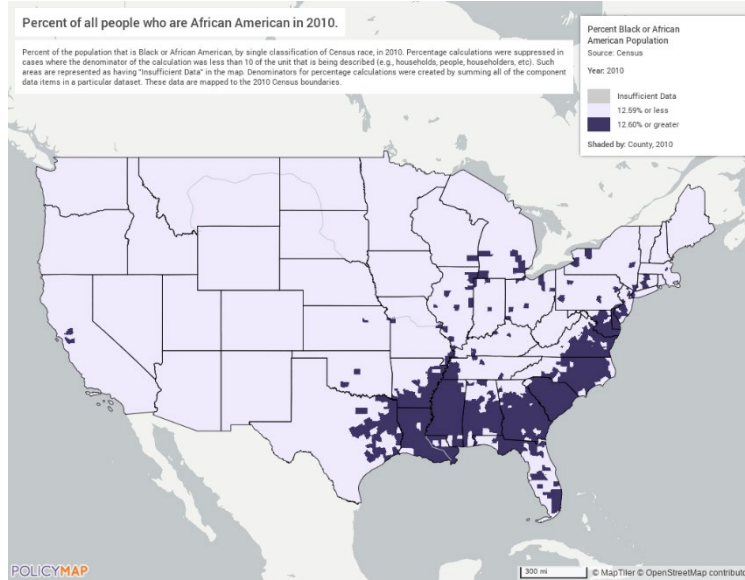 Percent of all people who are African American in 2010.
Percent of the population that is Black or African American, by single classification of Census race, in 2010. Percentage calculations were suppressed in
cases where the denominator of the calculation was less than 10 of the unit that is being described (e.g., households, people, householders, etc). Such
areas are represented as having "Insufficient Data" in the map. Denominators for percentage calculations were created by summing all of the component
data items in a particular dataset. These data are mapped to the 2010 Census boundaries.
Percent Black or African
American Population
Source: Census
Year: 2010
Insufficient Data
12.59% or less
12.60% or greater
Shaded by: County, 2010
POLICYMAP
300 mi
© MapTiler © OpenStreetMap contributo